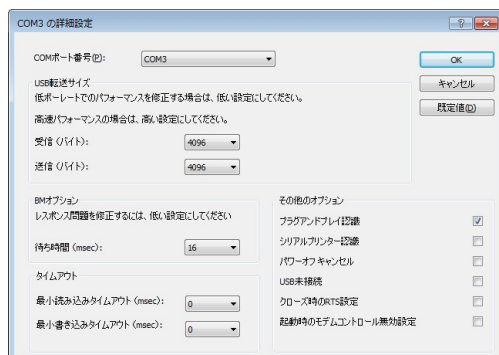 COM3 の詳細設定
COMポート番号(P):
COM3
OK
キャンセル
既定値(D)
USB転送サイズ
低ボーレートでのパフォーマンスを修正する場合は、低い設定にしてください。
高速パフォーマンスの場合は、高い設定にしてください。
受信 (バイト):
4096
送信 (バイト):
4096
BMオプション
レスポンス問題を修正するには、低い設定にしてください
待ち時間 (msec):
16
タイムアウト
最小読み込みタイムアウト (msec):
0
最小書き込みタイムアウト (msec):
0
その他のオプション
プラグアンドプレイ認識
シリアルプリンター認識
パワーオフ キャンセル
USB未接続
クローズ時のRTS設定
起動時のモデムコントロール無効設定